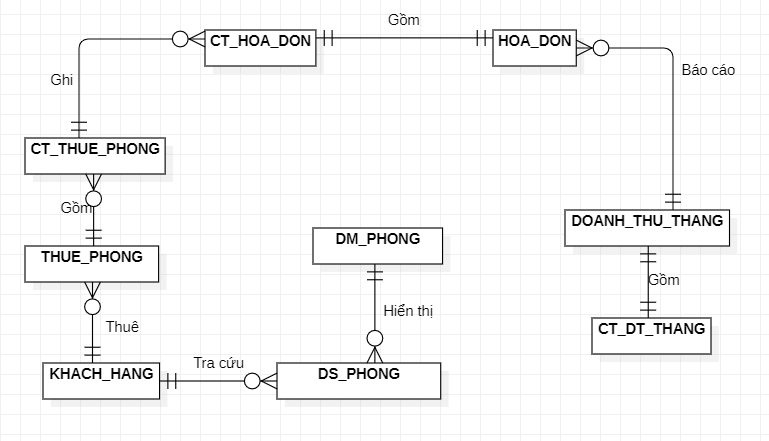 Gồm
CT_HOA_DON
HOA_DON
Ghi
Báo cáo
CT_THUE_PHONG
Gồm
DOANH_THU_THANG
THUE_PHONG
DM_PHONG
Gồm
Hiển thị
CT_DT_THANG
Thuê
Tra cứu
KHACH_HANG
DS_PHONG